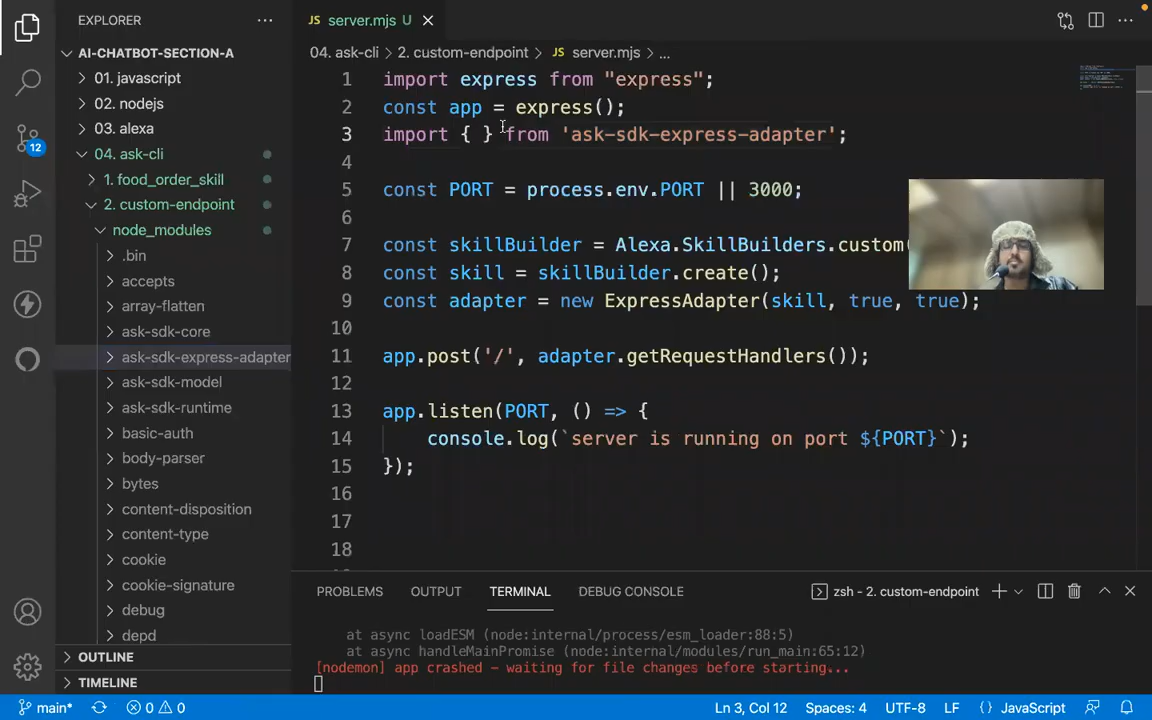 EXPLORER
server.mjs U
AI-CHATBOT-SECTION-A
04. ask-cli > 2. custom-endpoint > JS server.mjs > ...
01. javascript
02. nodejs
03. alexa
04. ask-cli
1. food_order_skill
2. custom-endpoint
node_modules
.bin
accepts
array-flatten
ask-sdk-core
ask-sdk-express-adapter
ask-sdk-model
ask-sdk-runtime
basic-auth
body-parser
bytes
content-disposition
content-type
cookie
cookie-signature
debug
depd
OUTLINE
TIMELINE
12
JS
1 import express from "express";
2 const app = express();
3 import { } from 'ask-sdk-express-adapter';
4
5 const PORT = process.env.PORT || 3000;
6
7 const skillBuilder = Alexa.SkillBuilders.custom(
8 const skill = skillBuilder.create();
9 const adapter = new ExpressAdapter(skill, true, true);
10
11 app.post('/', adapter.getRequestHandlers());
12
13 app.listen(PORT, () => {
14 console.log(`server is running on port ${PORT}`);
15 });
16
17
18
PROBLEMS OUTPUT TERMINAL DEBUG CONSOLE zsh - 2. custom-endpoint
at async loadESM (node:internal/process/esm_loader:88:5)
at async handleMainPromise (node:internal/modules/run_main:65:12)
[nodemon] app crashed - waiting for file changes before starting...
main* 0 0 Ln 3, Col 12 Spaces: 4 UTF-8 LF {} JavaScript